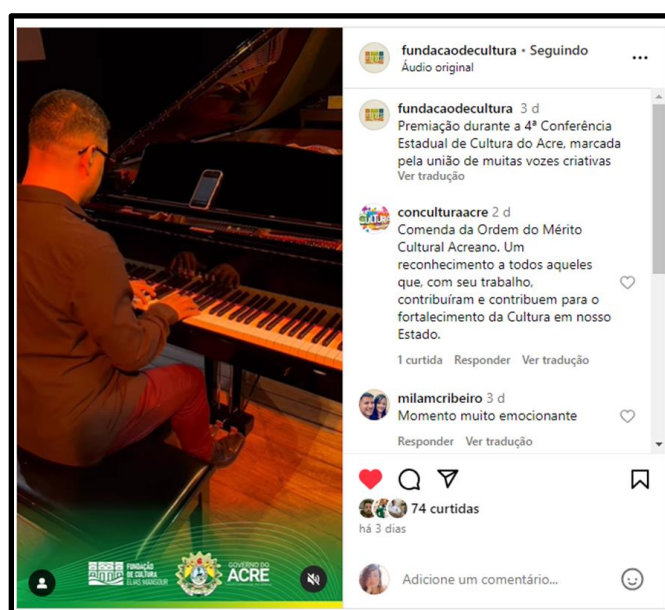 fundacaodecultura • Seguindo
Áudio original
fundacaodecultura 3 d
Premiação durante a 4ª Conferência
Estadual de Cultura do Acre, marcada
pela união de muitas vozes criativas
Ver tradução
conculturaacre 2 d
Comenda da Ordem do Mérito
Cultural Acreano. Um
reconhecimento a todos aqueles
que, com seu trabalho,
contribuíram e contribuem para o
fortalecimento da Cultura em nosso
Estado.
1 curtida Responder Ver tradução
milamcribeiro 3 d
Momento muito emocionante
Responder Ver tradução
74 curtidas
há 3 dias
Adicione um comentário...
FUNDAÇÃO
DE CULTURA
ELIAS MANSOUR
GOVERNO DO
ACRE